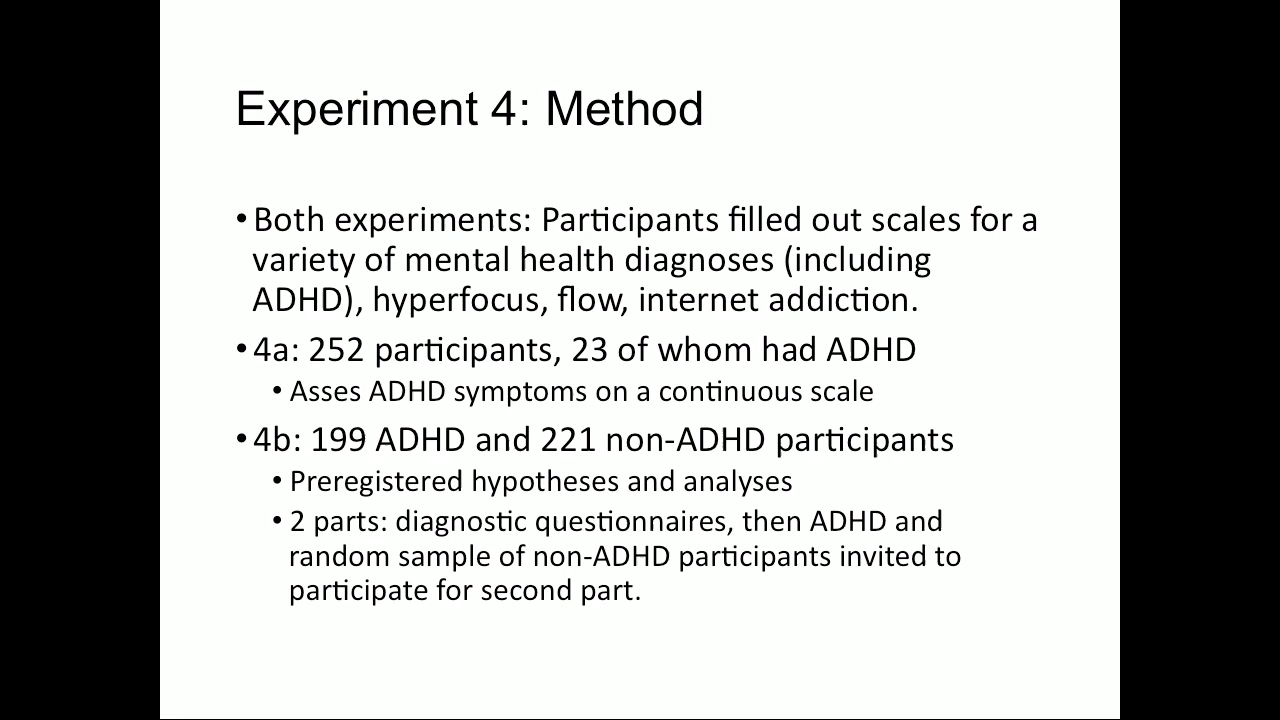 Experiment 4: Method
• Both experiments: Participants filled out scales for a
variety of mental health diagnoses (including
ADHD), hyperfocus, flow, internet addiction.
• 4a: 252 participants, 23 of whom had ADHD
• Asses ADHD symptoms on a continuous scale
• 4b: 199 ADHD and 221 non-ADHD participants
• Preregistered hypotheses and analyses
• 2 parts: diagnostic questionnaires, then ADHD and
random sample of non-ADHD participants invited to
participate for second part.